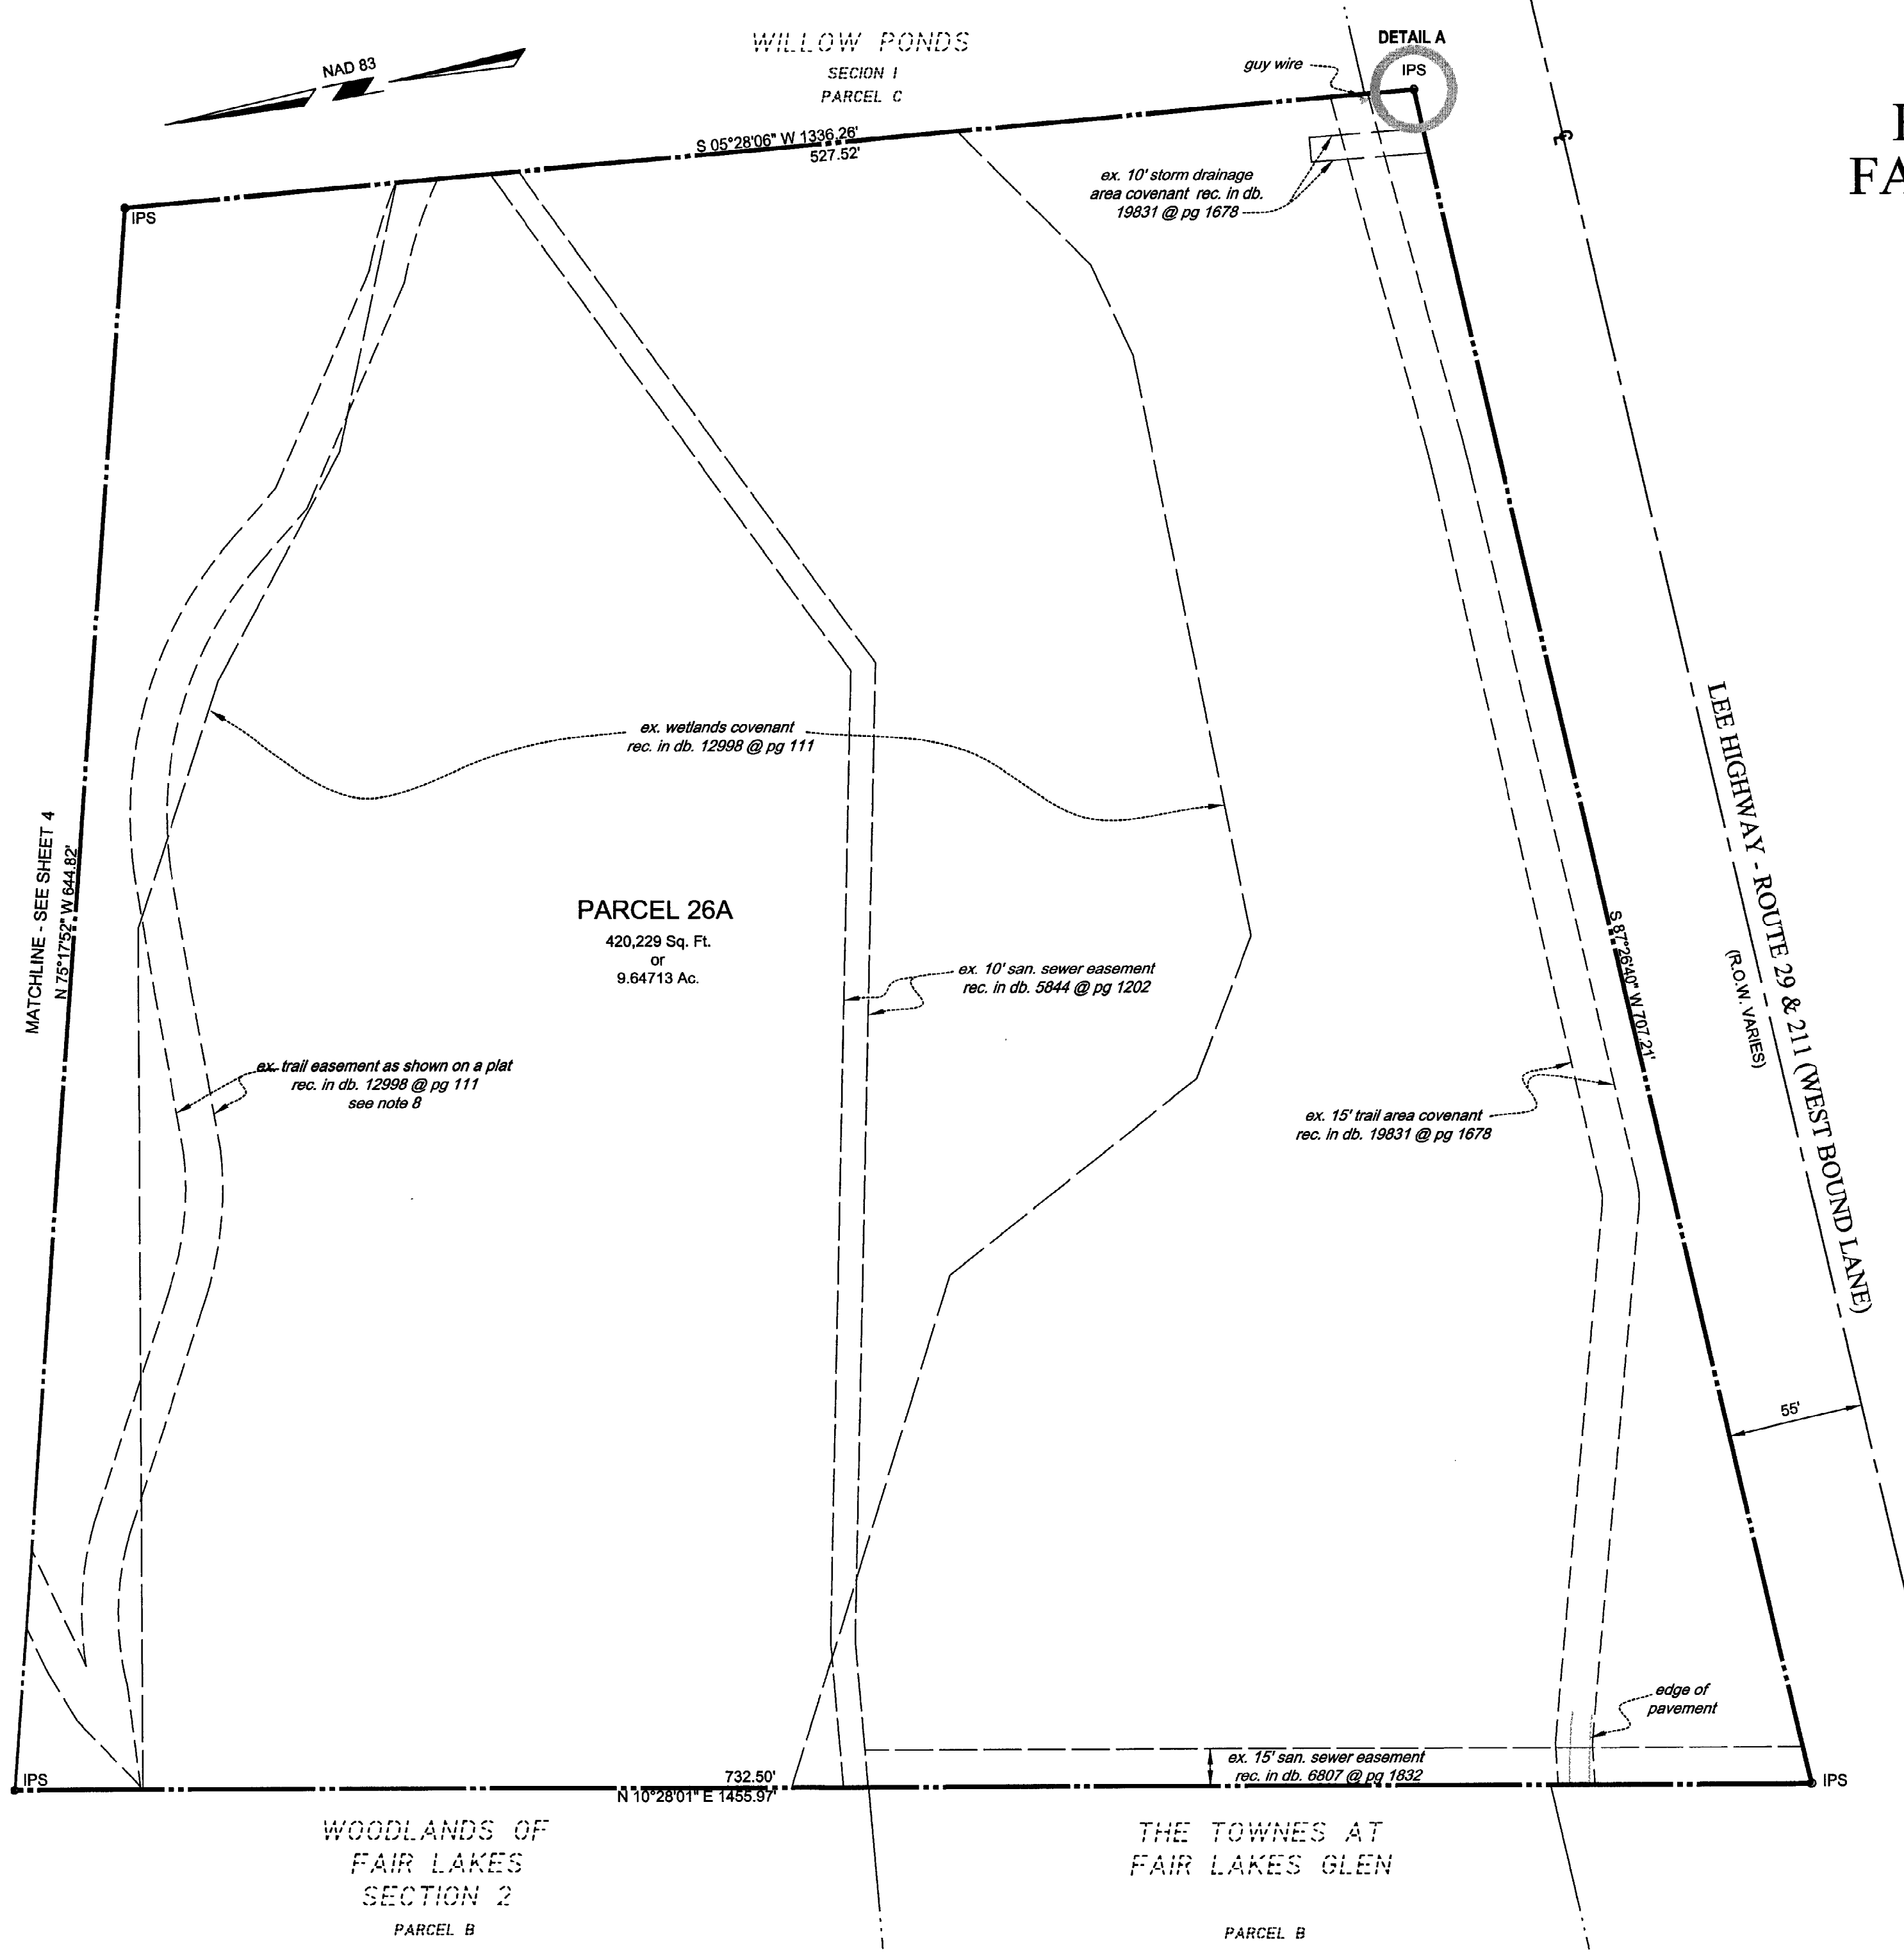 WILLOW PONDS
SECION 1
PARCEL C
NAD 83
DETAIL A
IPS
guy wire
S 05°28'06" W 1336.26'
527.52'
IPS
ex. 10' storm drainage
area covenant rec. in db.
19831 @ pg 1678
℄
FA
ex. wetlands covenant
rec. in db. 12998 @ pg 111
MATCHLINE - SEE SHEET 4
N 75°17'52" W 644.82'
PARCEL 26A
420,229 Sq. Ft.
or
9.64713 Ac.
ex. 10' san. sewer easement
rec. in db. 5844 @ pg 1202
LEE HIGHWAY - ROUTE 29 & 211 (WEST BOUND LANE)
(R.O.W. VARIES)
S 87°26'40" W 707.21'
ex. trail easement as shown on a plat
rec. in db. 12998 @ pg 111
see note 8
ex. 15' trail area covenant
rec. in db. 19831 @ pg 1678
55'
edge of
pavement
ex. 15' san. sewer easement
rec. in db. 6807 @ pg 1832
IPS
732.50'
N 10°28'01" E 1455.97'
IPS
WOODLANDS OF
FAIR LAKES
SECTION 2
PARCEL B
THE TOWNES AT
FAIR LAKES GLEN
PARCEL B